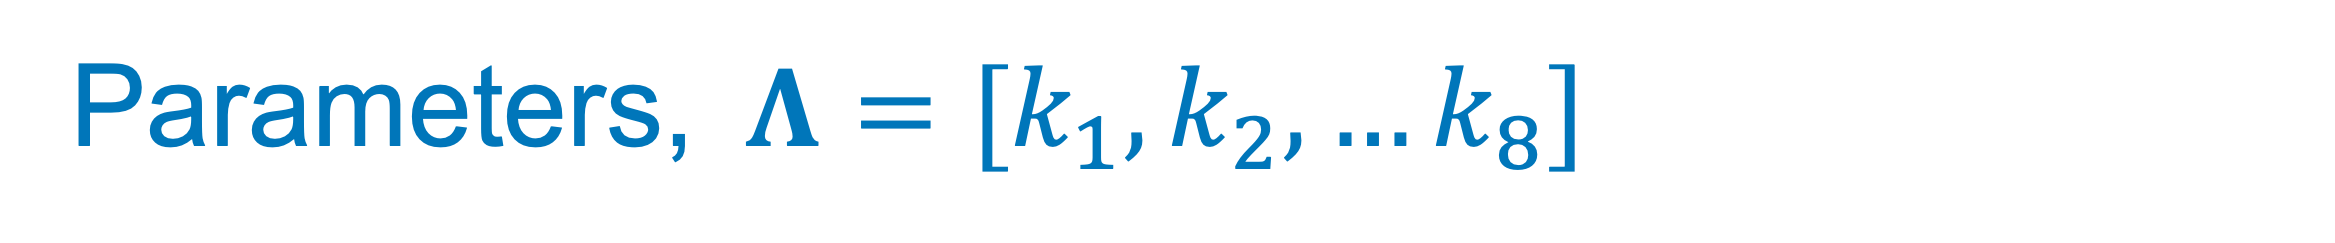 Parameters, 𝚲 = [k₁, k₂, … k₈]